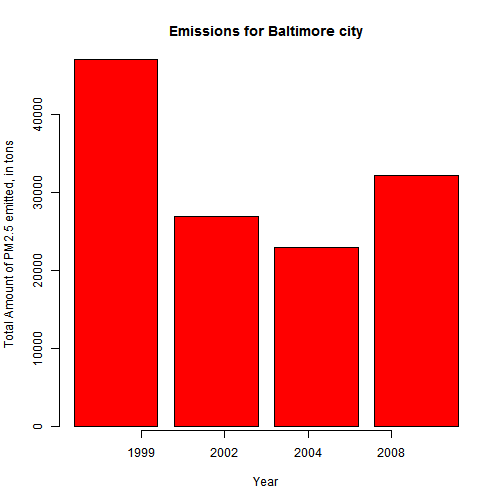 Emissions for Baltimore city
Total Amount of PM2.5 emitted, in tons
40000
30000
20000
10000
0
1999 2002 2004 2008
Year